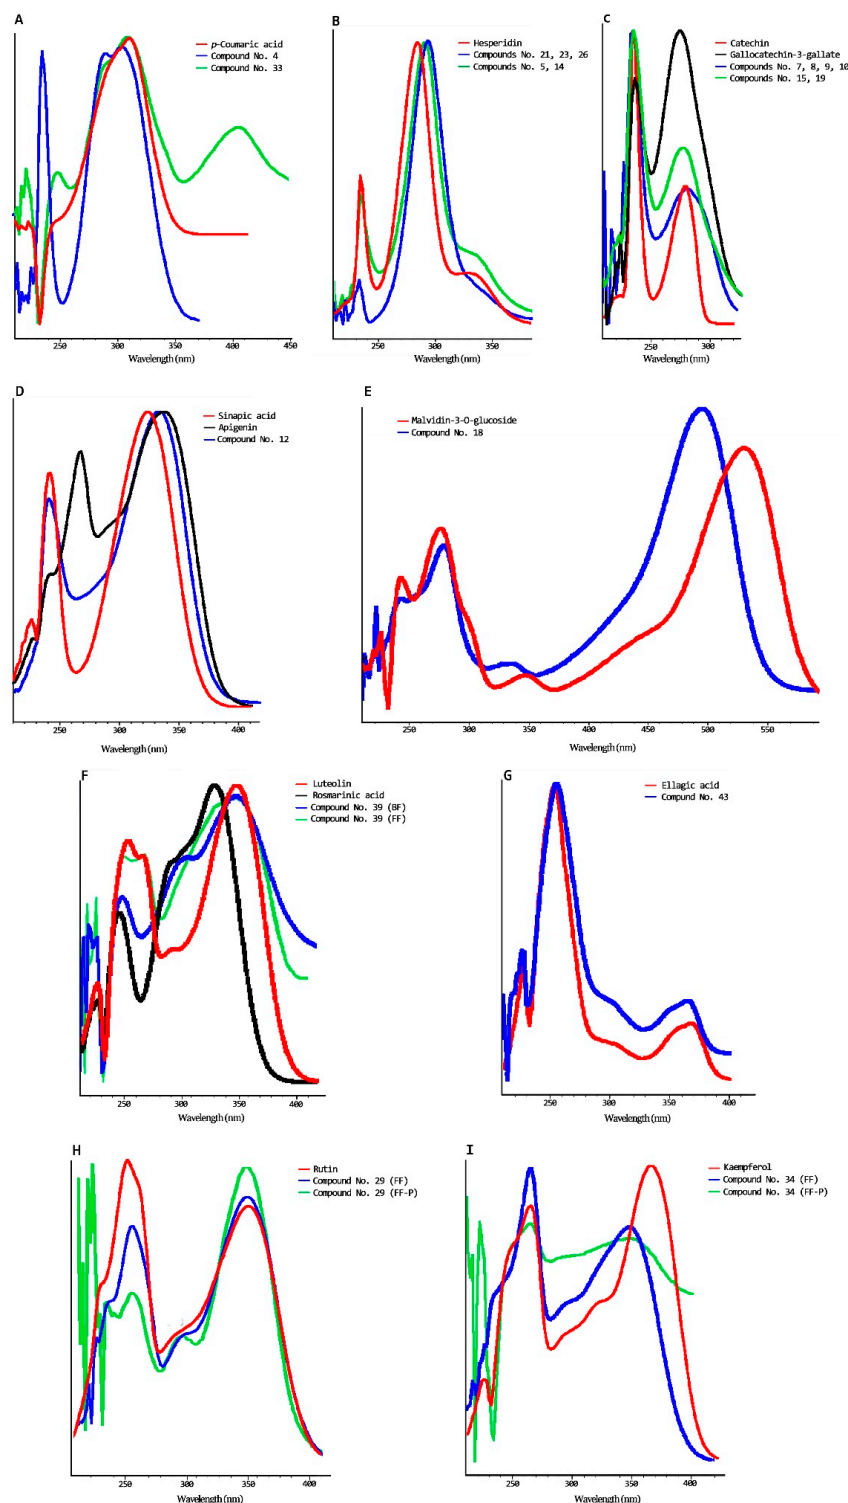 A
p-Coumaric acid
Compound No. 4
Compound No. 33
250 300 350 400 450
Wavelength (nm)
B
Hesperidin
Compounds No. 21, 23, 26
Compounds No. 5, 14
250 300 350
Wavelength (nm)
C
Catechin
Gallocatechin-3-gallate
Compounds No. 7, 8, 9, 10
Compounds No. 15, 19
250 300
Wavelength (nm)
D
Sinapic acid
Apigenin
Compound No. 12
250 300 350 400
Wavelength (nm)
E
Malvidin-3-O-glucoside
Compound No. 18
250 300 350 400 450 500 550
Wavelength (nm)
F
Luteolin
Rosmarinic acid
Compound No. 39 (BF)
Compound No. 39 (FF)
250 300 350 400
Wavelength (nm)
G
Ellagic acid
Compund No. 43
250 300 350 400
Wavelength (nm)
H
Rutin
Compound No. 29 (FF)
Compound No. 29 (FF-P)
250 300 350 400
Wavelength (nm)
I
Kaempferol
Compound No. 34 (FF)
Compound No. 34 (FF-P)
250 300 350 400
Wavelength (nm)